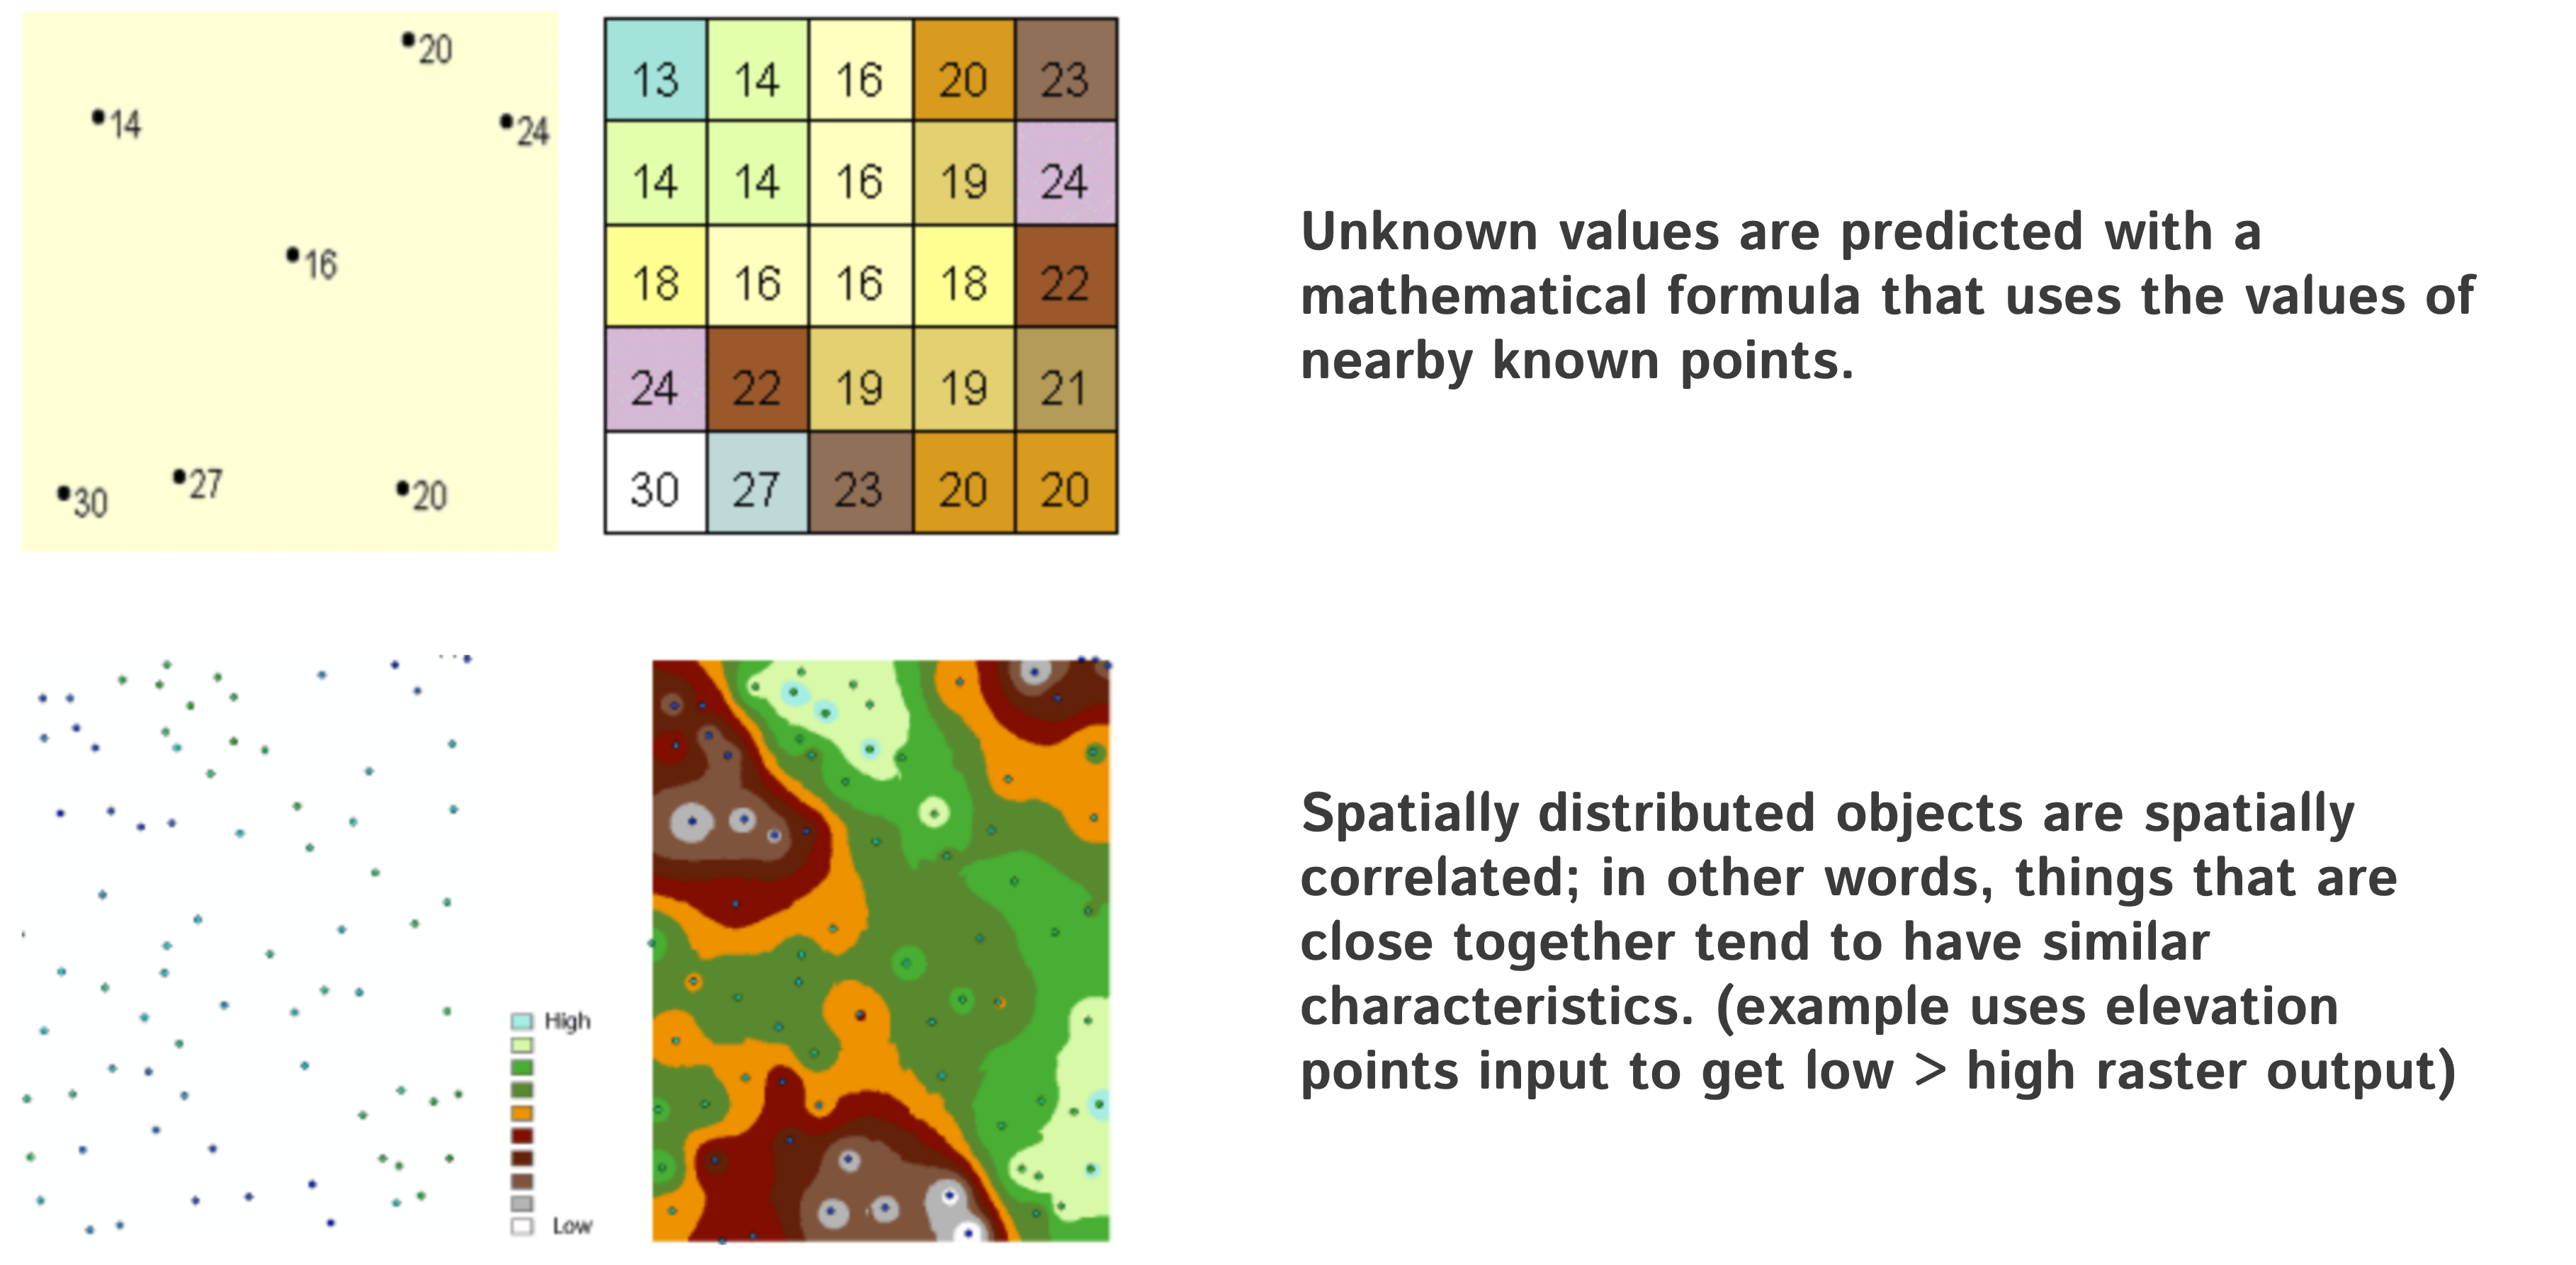 20
14
24
16
27
30
20
13 14 16 20 23
14 14 16 19 24
18 16 16 18 22
24 22 19 19 21
30 27 23 20 20
Unknown values are predicted with a
mathematical formula that uses the values of
nearby known points.
High
Low
Spatially distributed objects are spatially
correlated; in other words, things that are
close together tend to have similar
characteristics. (example uses elevation
points input to get low > high raster output)